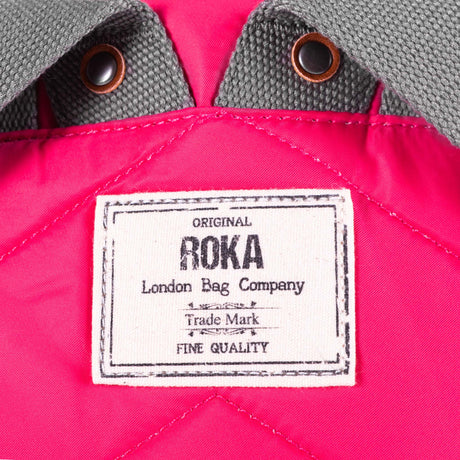 ORIGINAL
ROKA
London Bag Company
Trade Mark
FINE QUALITY